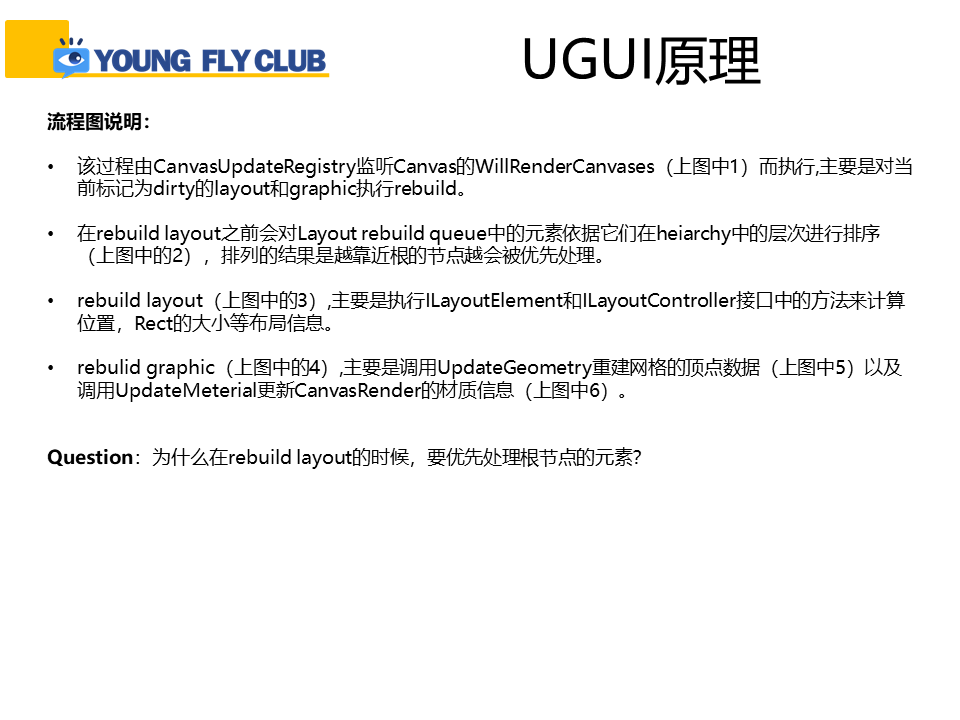 YOUNG FLY CLUB
UGUI原理
流程图说明：
• 该过程由CanvasUpdateRegistry监听Canvas的WillRenderCanvases（上图中1）而执行,主要是对当
前标记为dirty的layout和graphic执行rebuild。
• 在rebuild layout之前会对Layout rebuild queue中的元素依据它们在heiarchy中的层次进行排序
（上图中的2），排列的结果是越靠近根的节点越会被优先处理。
• rebuild layout（上图中的3）,主要是执行ILayoutElement和ILayoutController接口中的方法来计算
位置，Rect的大小等布局信息。
• rebulid graphic（上图中的4）,主要是调用UpdateGeometry重建网格的顶点数据（上图中5）以及
调用UpdateMeterial更新CanvasRender的材质信息（上图中6）。
Question：为什么在rebuild layout的时候，要优先处理根节点的元素?